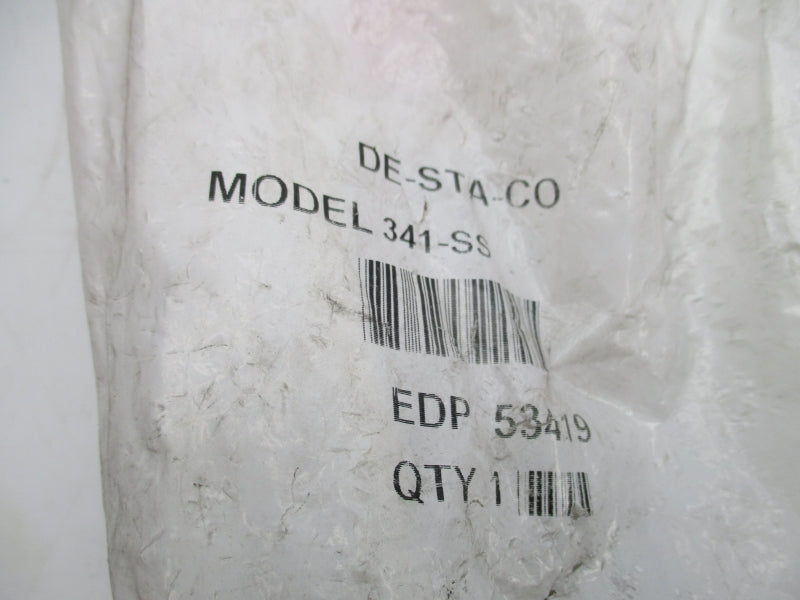 DE-STA-CO
MODEL 341-SS
EDP 53419
QTY 1